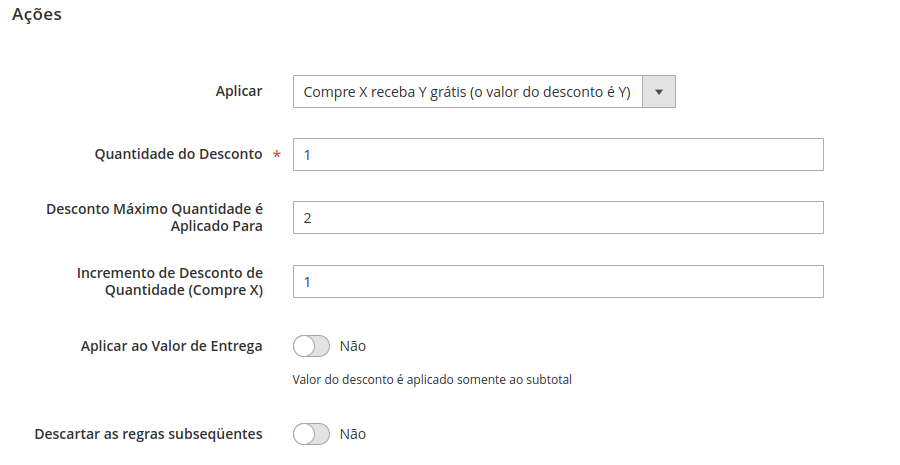 Ações
Aplicar
Compre X receba Y grátis (o valor do desconto é Y)
Quantidade do Desconto *
1
Desconto Máximo Quantidade é
Aplicado Para
2
Incremento de Desconto de
Quantidade (Compre X)
1
Aplicar ao Valor de Entrega
Não
Valor do desconto é aplicado somente ao subtotal
Descartar as regras subseqüentes
Não